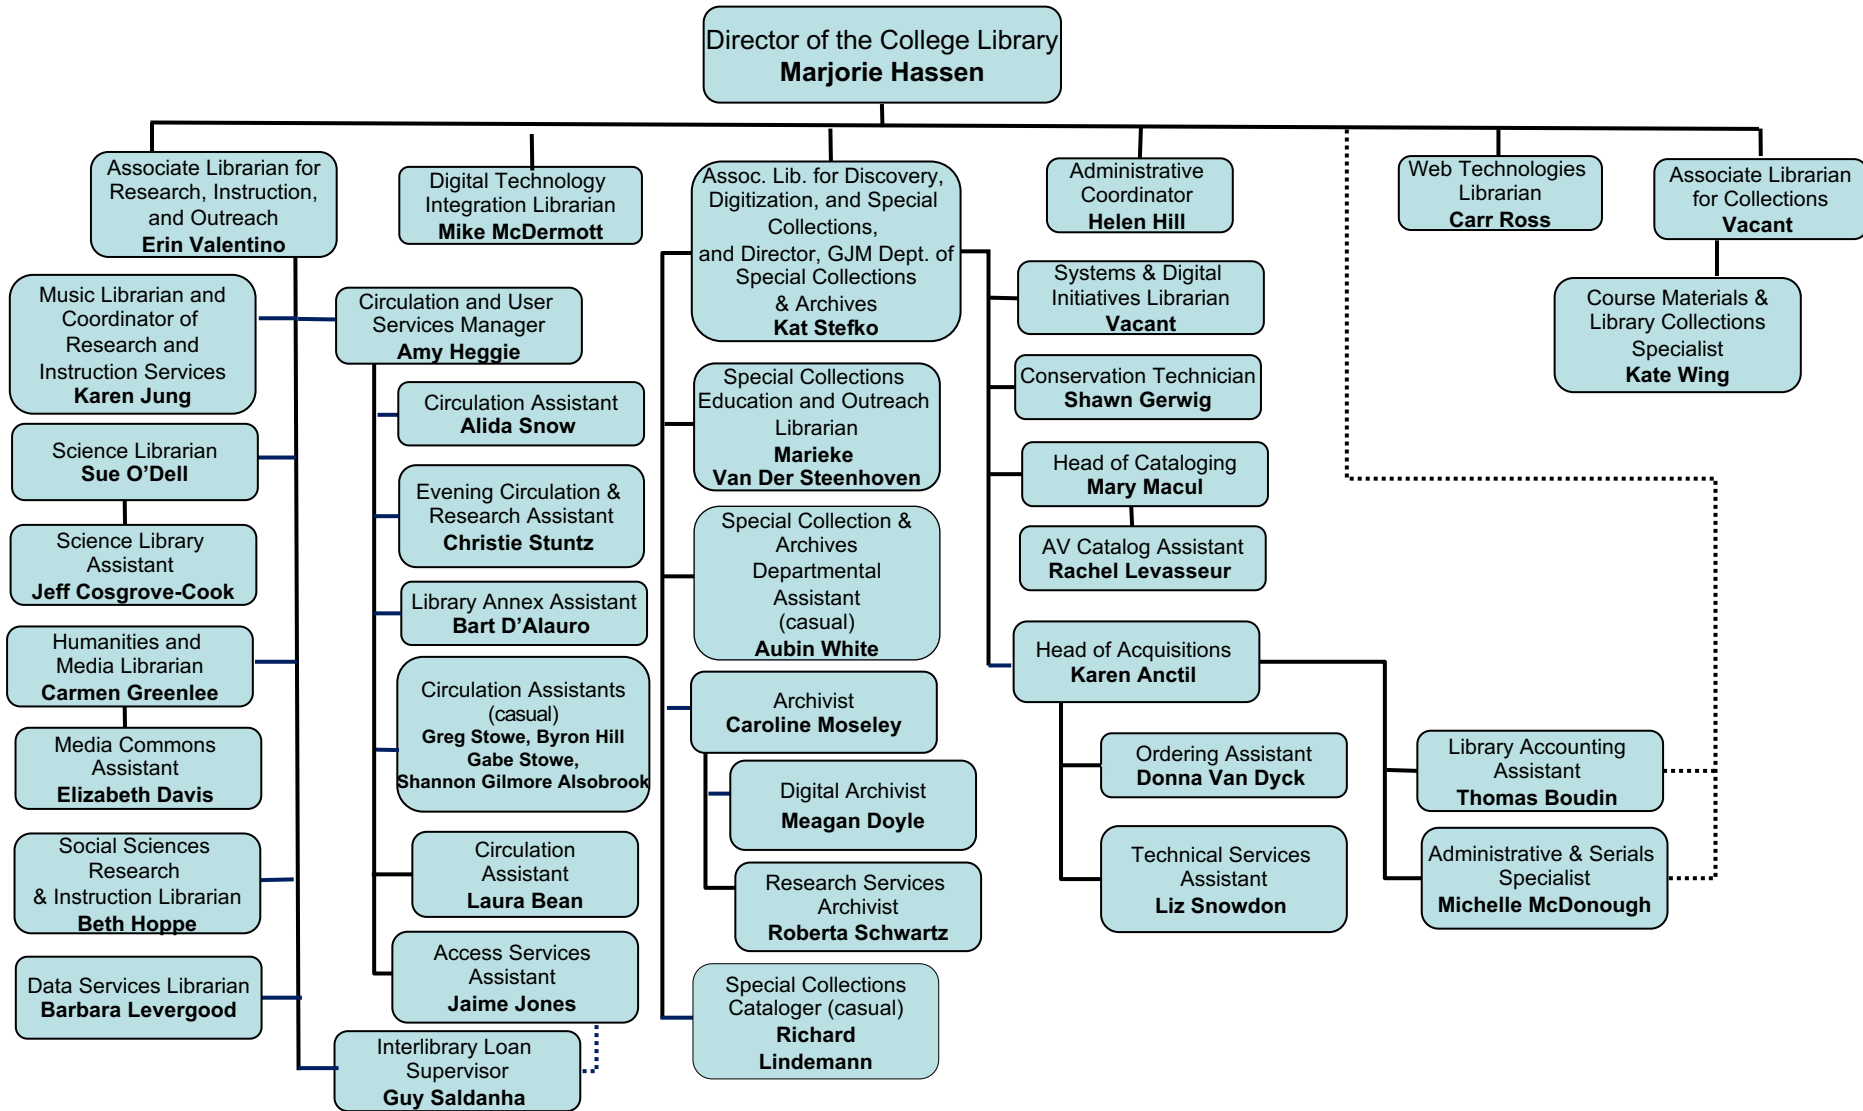 Director of the College Library
Marjorie Hassen
Associate Librarian for
Research, Instruction,
and Outreach
Erin Valentino
Digital Technology
Integration Librarian
Mike McDermott
Assoc. Lib. for Discovery,
Digitization, and Special
Collections,
and Director, GJM Dept. of
Special Collections
& Archives
Kat Stefko
Administrative
Coordinator
Helen Hill
Web Technologies
Librarian
Carr Ross
Associate Librarian
for Collections
Vacant
Music Librarian and
Coordinator of
Research and
Instruction Services
Karen Jung
Science Librarian
Sue O’Dell
Science Library
Assistant
Jeff Cosgrove-Cook
Humanities and
Media Librarian
Carmen Greenlee
Media Commons
Assistant
Elizabeth Davis
Social Sciences
Research
& Instruction Librarian
Beth Hoppe
Data Services Librarian
Barbara Levergood
Circulation and User
Services Manager
Amy Heggie
Circulation Assistant
Alida Snow
Evening Circulation &
Research Assistant
Christie Stuntz
Library Annex Assistant
Bart D’Alauro
Circulation Assistants
(casual)
Greg Stowe, Byron Hill
Gabe Stowe,
Shannon Gilmore Alsobrook
Circulation
Assistant
Laura Bean
Access Services
Assistant
Jaime Jones
Interlibrary Loan
Supervisor
Guy Saldanha
Special Collections
Education and Outreach
Librarian
Marieke
Van Der Steenhoven
Special Collection &
Archives
Departmental
Assistant
(casual)
Aubin White
Archivist
Caroline Moseley
Digital Archivist
Meagan Doyle
Research Services
Archivist
Roberta Schwartz
Special Collections
Cataloger (casual)
Richard
Lindemann
Systems & Digital
Initiatives Librarian
Vacant
Conservation Technician
Shawn Gerwig
Head of Cataloging
Mary Macul
AV Catalog Assistant
Rachel Levasseur
Head of Acquisitions
Karen Anctil
Ordering Assistant
Donna Van Dyck
Technical Services
Assistant
Liz Snowdon
Library Accounting
Assistant
Thomas Boudin
Administrative & Serials
Specialist
Michelle McDonough
Course Materials &
Library Collections
Specialist
Kate Wing